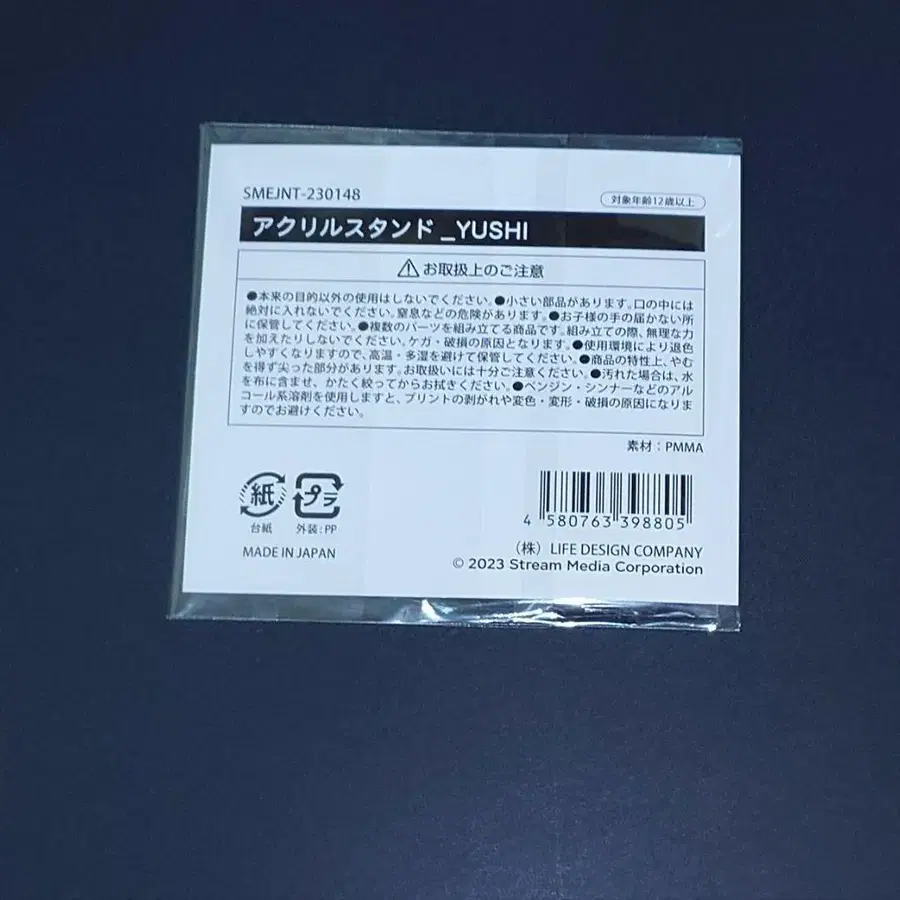 SMEJNT-230148
対象年齢12歳以上
アクリルスタンド_YUSHI
お取扱上のご注意
●本来の目的以外の使用はしないでください。●小さい部品があります。口の中には
絶対に入れないでください。窒息などの危険があります。●お子様の手の届かない所
に保管してください。●複数のパーツを組み立てる商品です。組み立ての際、無理な力
を加えたりしないでください。ケガ・破損の原因となります。●使用環境により退色
しやすくなりますので、高温・多湿を避けて保管してください。●商品の特性上、やむ
を得ず尖った部分があります。お取扱いには十分ご注意ください。●汚れた場合は、水
を布に含ませ、かたく絞ってからお拭きください。●ベンジン・シンナーなどのアル
コール系溶剤を使用しますと、プリントの剥がれや変色・変形・破損の原因になりま
すのでお避けください。
素材：PMMA
紙
プラ
台紙
外装：PP
4 580763 398805
MADE IN JAPAN
（株）LIFE DESIGN COMPANY
© 2023 Stream Media Corporation